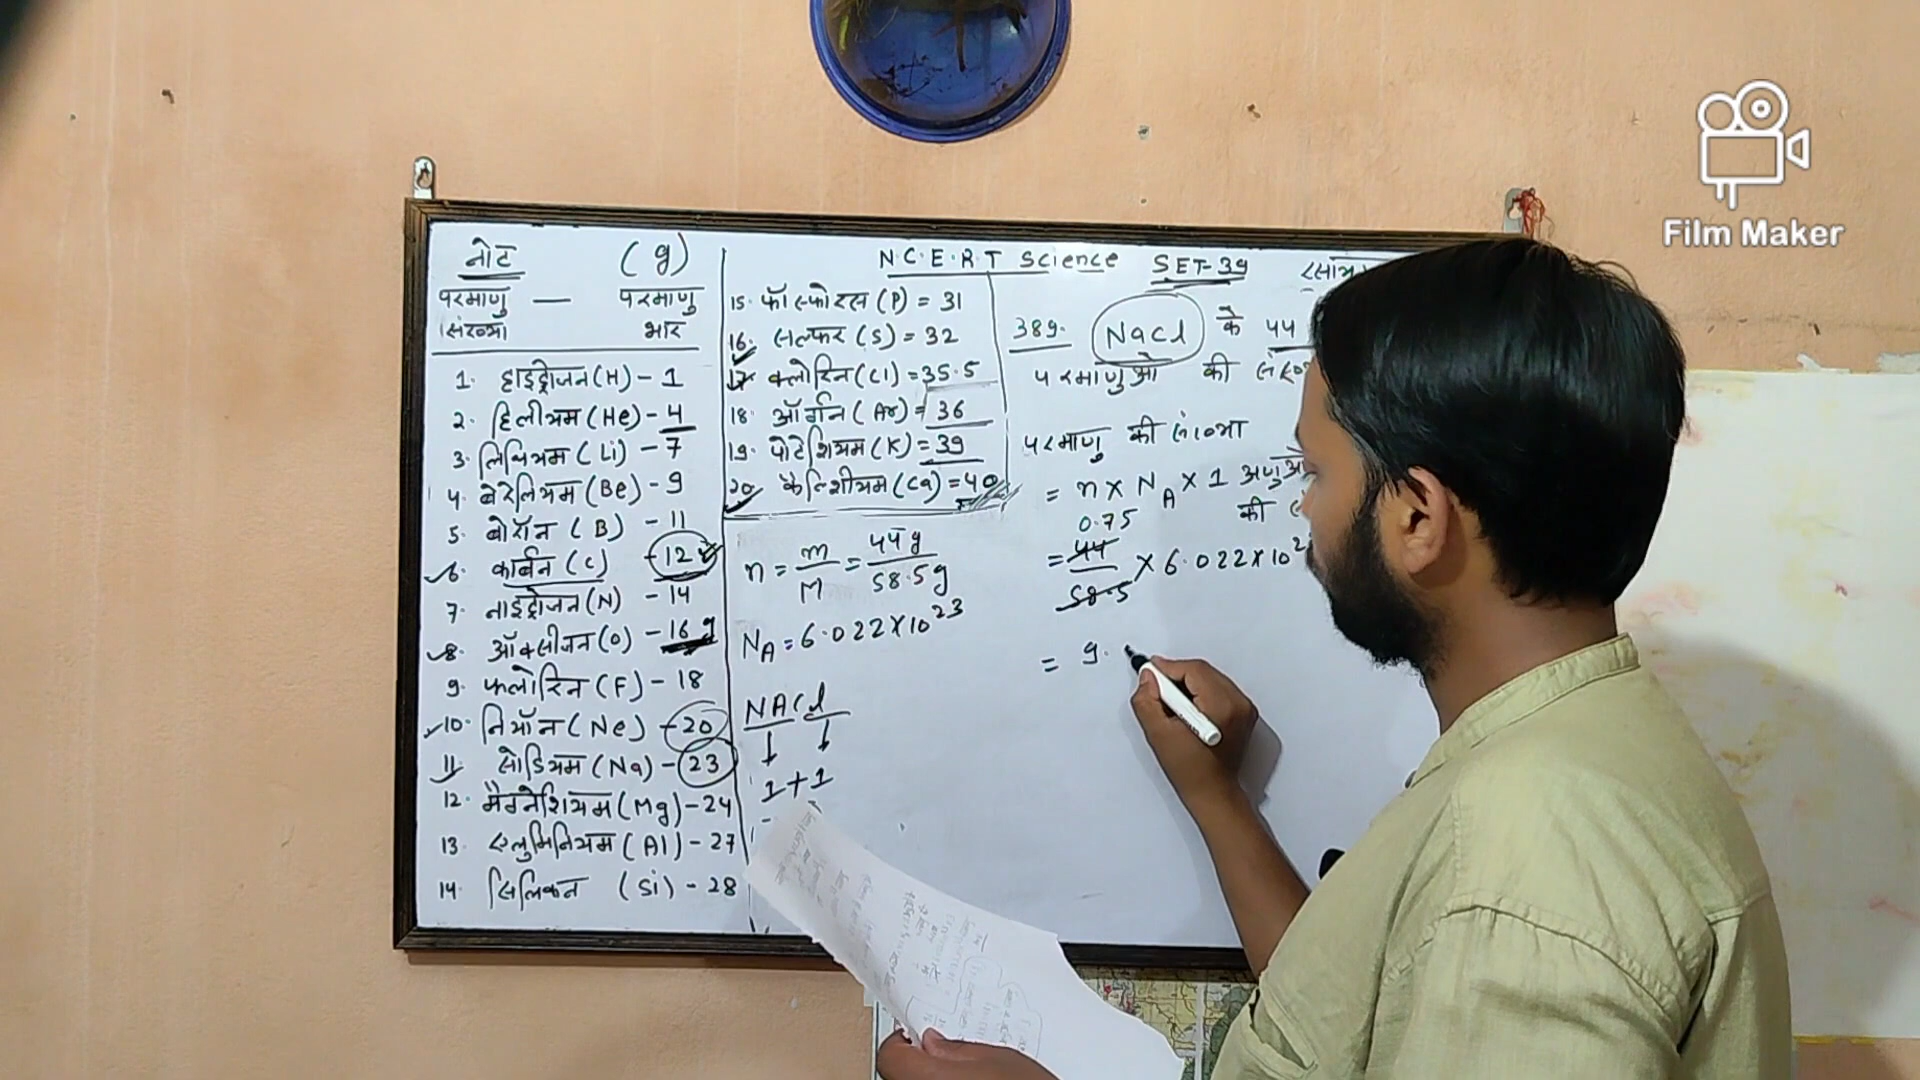 नोट (g)
परमाणु — परमाणु
संख्या भार
1. हाइड्रोजन (H) - 1
2. हिलीयम (He) - 4
3. लिथियम (Li) - 7
4. बेरेलियम (Be) - 9
5. बोरॉन (B) - 11
6. कार्बन (C) - 12
7. नाइट्रोजन (N) - 14
8. ऑक्सीजन (O) - 16 g
9. फ्लोरिन (F) - 18
10. नियॉन (Ne) - 20
11. सोडियम (Na) - 23
12. मैग्नेशियम (Mg) - 24
13. एलुमिनियम (Al) - 27
14. सिलिकन (Si) - 28
N.C.E.R.T Science SET-39
15. फॉस्फोरस (P) = 31
16. सल्फर (S) = 32
17. क्लोरिन (Cl) = 35.5
18. ऑर्गन (Ar) = 36
19. पोटेशियम (K) = 39
20. कैल्शीयम (Ca) = 40
n = m/M = 44g/58.5g
NA = 6.022 x 10^23
NACl
1 + 1
389. NaCl के 44
परमाणुओ की
परमाणु की संख्या
= n x NA x 1 अणु
की
0.75
= 44/58.5 x 6.022 x 10
= 9.
Film Maker